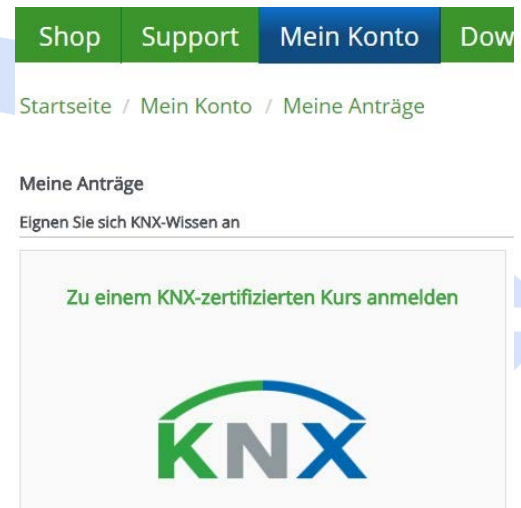 Shop Support Mein Konto
Startseite / Mein Konto / Meine Anträge
Meine Anträge
Eignen Sie sich KNX-Wissen an
Zu einem KNX-zertifizierten Kurs anmelden
KNX